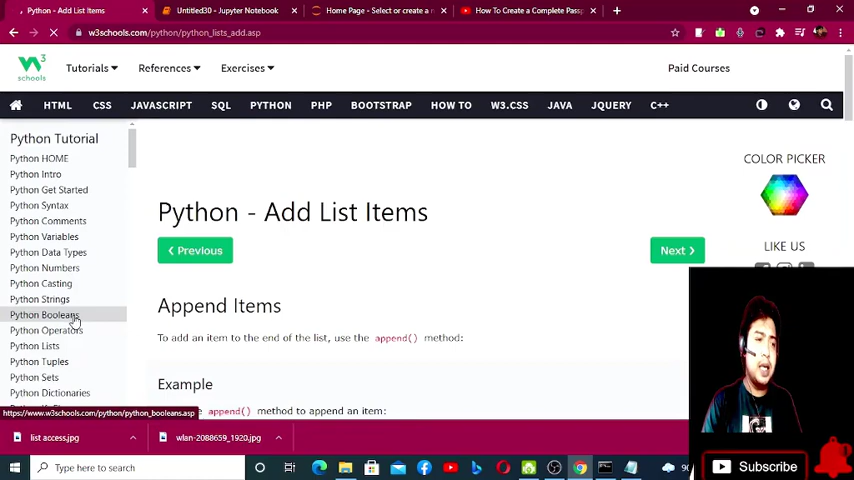 Python - Add List Items
Untitled30 - Jupyter Notebook
Home Page - Select or create a n
How To Create a Complete Passp
w3schools.com/python/python_lists_add.asp
schools
Tutorials
References
Exercises
Paid Courses
HTML
CSS
JAVASCRIPT
SQL
PYTHON
PHP
BOOTSTRAP
HOW TO
W3.CSS
JAVA
JQUERY
C++
Python Tutorial
Python HOME
Python Intro
Python Get Started
Python Syntax
Python Comments
Python Variables
Python Data Types
Python Numbers
Python Casting
Python Strings
Python Booleans
Python Operators
Python Lists
Python Tuples
Python Sets
Python Dictionaries
https://www.w3schools.com/python/python_booleans.asp
Python - Add List Items
❮ Previous
Next ❯
Append Items
To add an item to the end of the list, use the append() method:
Example
append() method to append an item:
COLOR PICKER
LIKE US
list access.jpg
wlan-2088659_1920.jpg
Type here to search
Subscribe